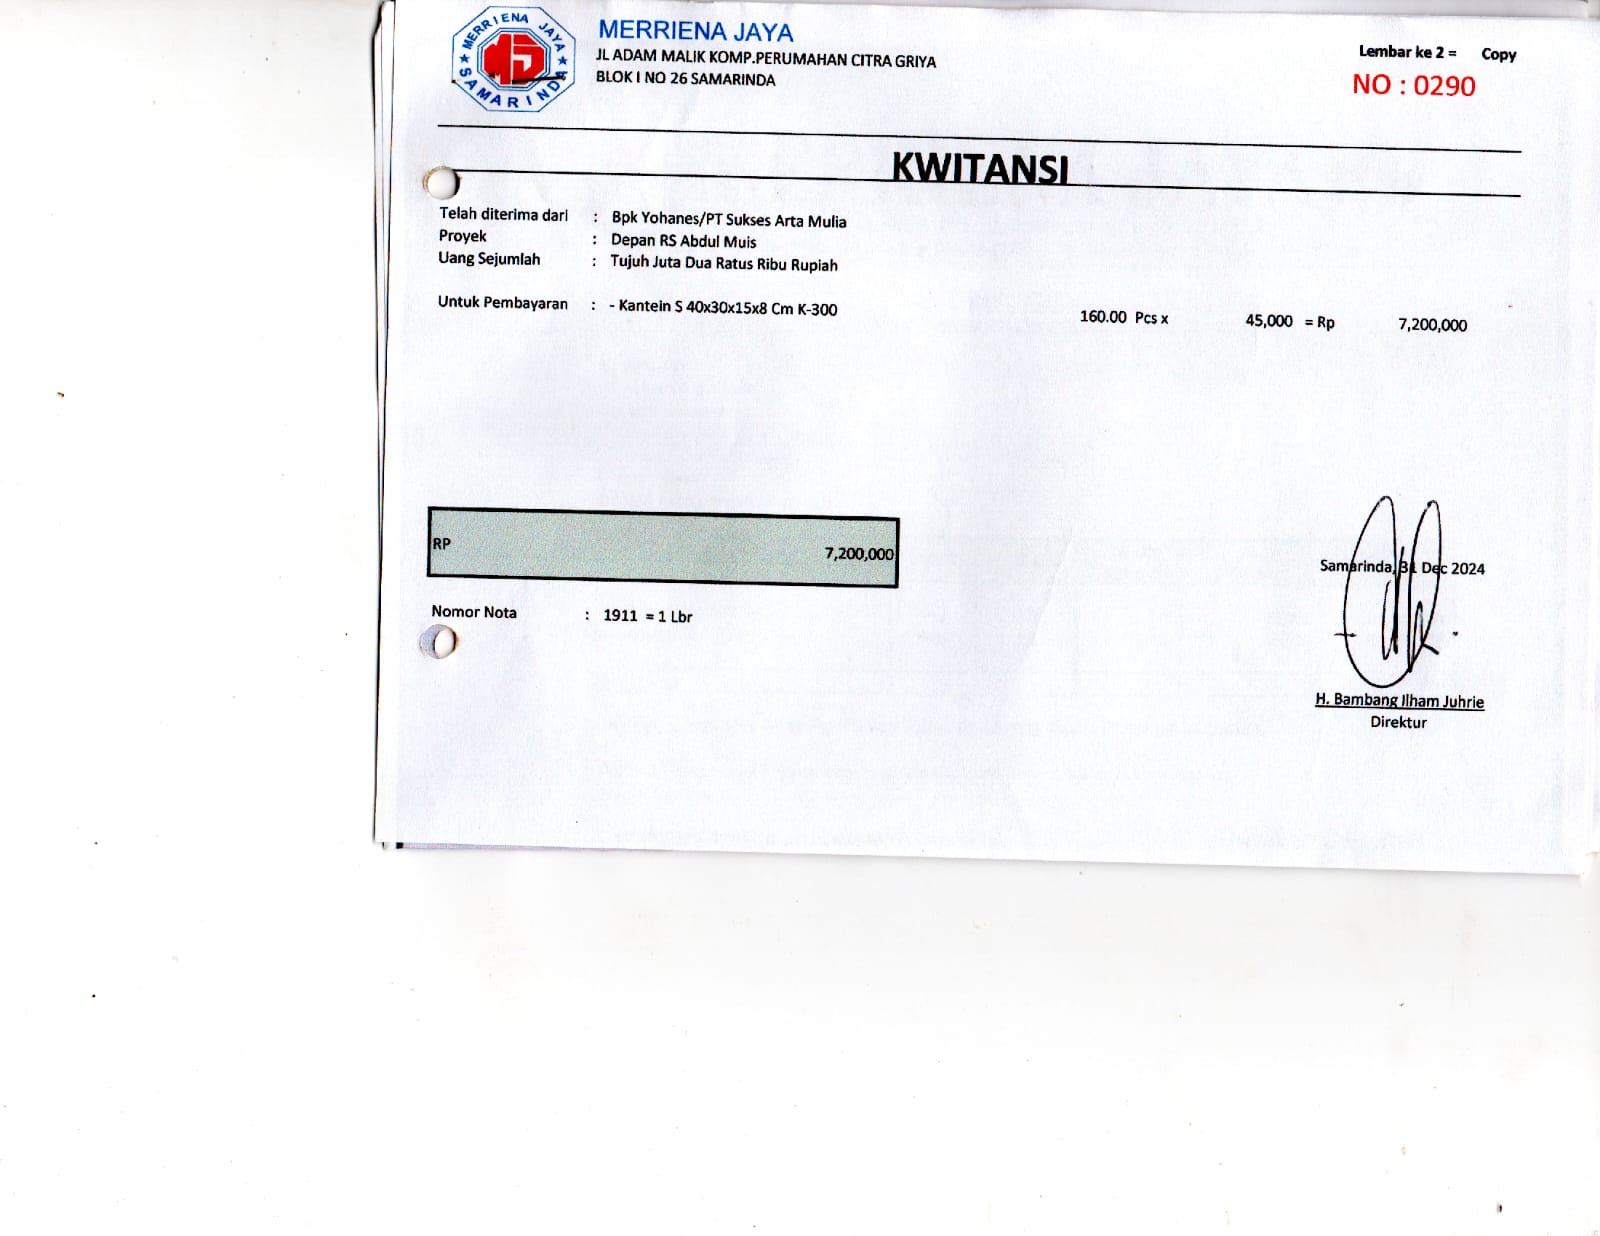 MERRIENA JAYA
SAMARINDA
MERRIENA JAYA
JL ADAM MALIK KOMP.PERUMAHAN CITRA GRIYA
BLOK I NO 26 SAMARINDA
Lembar ke 2 = Copy
NO : 0290
KWITANSI
Telah diterima dari : Bpk Yohanes/PT Sukses Arta Mulia
Proyek : Depan RS Abdul Muis
Uang Sejumlah : Tujuh Juta Dua Ratus Ribu Rupiah
Untuk Pembayaran : - Kantein S 40x30x15x8 Cm K-300 160.00 Pcs x 45,000 = Rp 7,200,000
RP 7,200,000
Samarinda, 31 Dec 2024
Nomor Nota : 1911 = 1 Lbr
H. Bambang Ilham Juhrie
Direktur